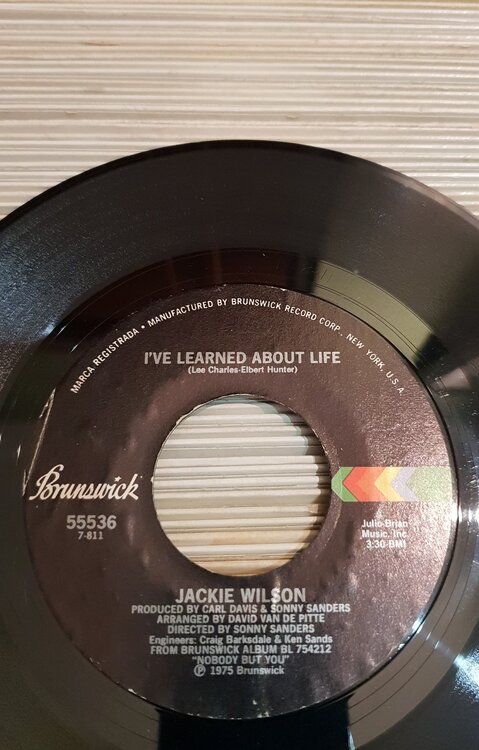 MARCA REGISTRADA • MANUFACTURED BY BRUNSWICK RECORD CORP. NEW YORK, U.S.A.
I'VE LEARNED ABOUT LIFE
(Lee Charles-Elbert Hunter)
Brunswick
55536
7-811
Julio-Brian
Music, Inc.
3:30-BMI
JACKIE WILSON
PRODUCED BY CARL DAVIS & SONNY SANDERS
ARRANGED BY DAVID VAN DE PITTE
DIRECTED BY SONNY SANDERS
Engineers: Craig Barksdale & Ken Sands
FROM BRUNSWICK ALBUM BL 754212
"NOBODY BUT YOU"
℗ 1975 Brunswick